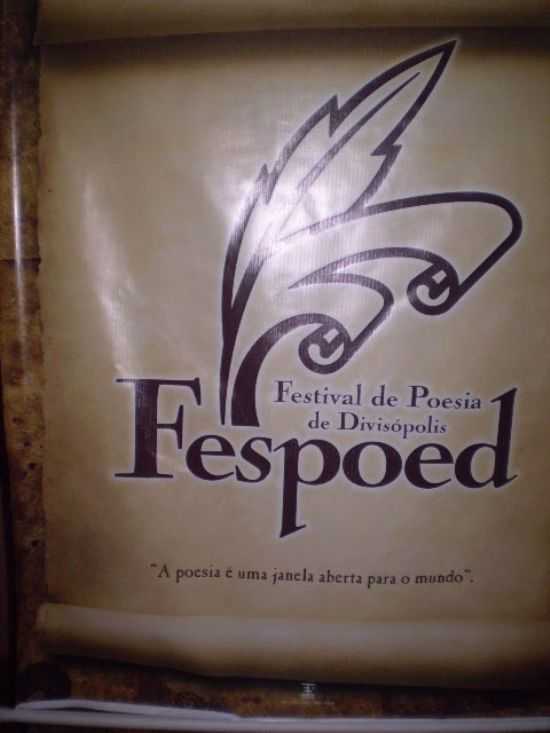 Festival de Poesia
de Divisópolis
Fespoed
"A poesia é uma janela aberta para o mundo".